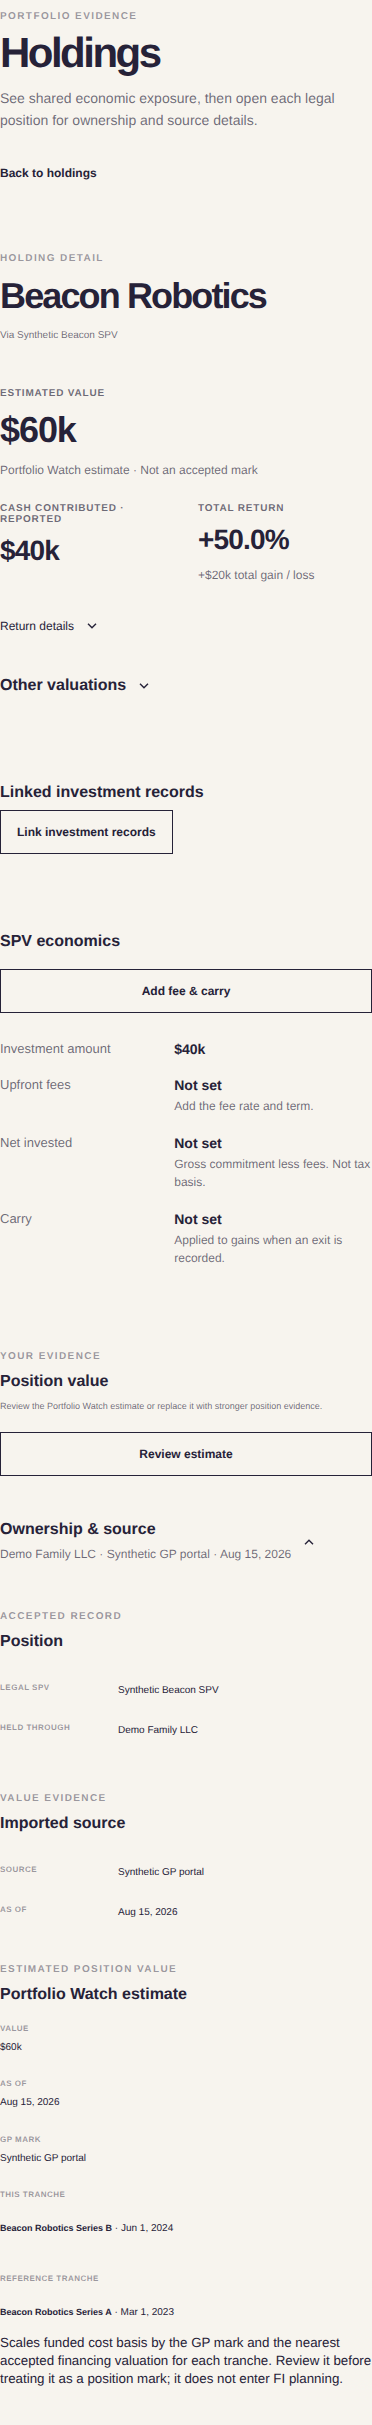 PORTFOLIO EVIDENCE
Holdings
See shared economic exposure, then open each legal
position for ownership and source details.
Back to holdings
HOLDING DETAIL
Beacon Robotics
Via Synthetic Beacon SPV
ESTIMATED VALUE
$60k
Portfolio Watch estimate · Not an accepted mark
CASH CONTRIBUTED ·
REPORTED
$40k
TOTAL RETURN
+50.0%
+$20k total gain / loss
Return details
Other valuations
Linked investment records
Link investment records
SPV economics
Add fee & carry
Investment amount
$40k
Upfront fees
Not set
Add the fee rate and term.
Net invested
Not set
Gross commitment less fees. Not tax
basis.
Carry
Not set
Applied to gains when an exit is
recorded.
YOUR EVIDENCE
Position value
Review the Portfolio Watch estimate or replace it with stronger position evidence.
Review estimate
Ownership & source
Demo Family LLC · Synthetic GP portal · Aug 15, 2026
ACCEPTED RECORD
Position
LEGAL SPV
Synthetic Beacon SPV
HELD THROUGH
Demo Family LLC
VALUE EVIDENCE
Imported source
SOURCE
Synthetic GP portal
AS OF
Aug 15, 2026
ESTIMATED POSITION VALUE
Portfolio Watch estimate
VALUE
$60k
AS OF
Aug 15, 2026
GP MARK
Synthetic GP portal
THIS TRANCHE
Beacon Robotics Series B · Jun 1, 2024
REFERENCE TRANCHE
Beacon Robotics Series A · Mar 1, 2023
Scales funded cost basis by the GP mark and the nearest
accepted financing valuation for each tranche. Review it before
treating it as a position mark; it does not enter FI planning.